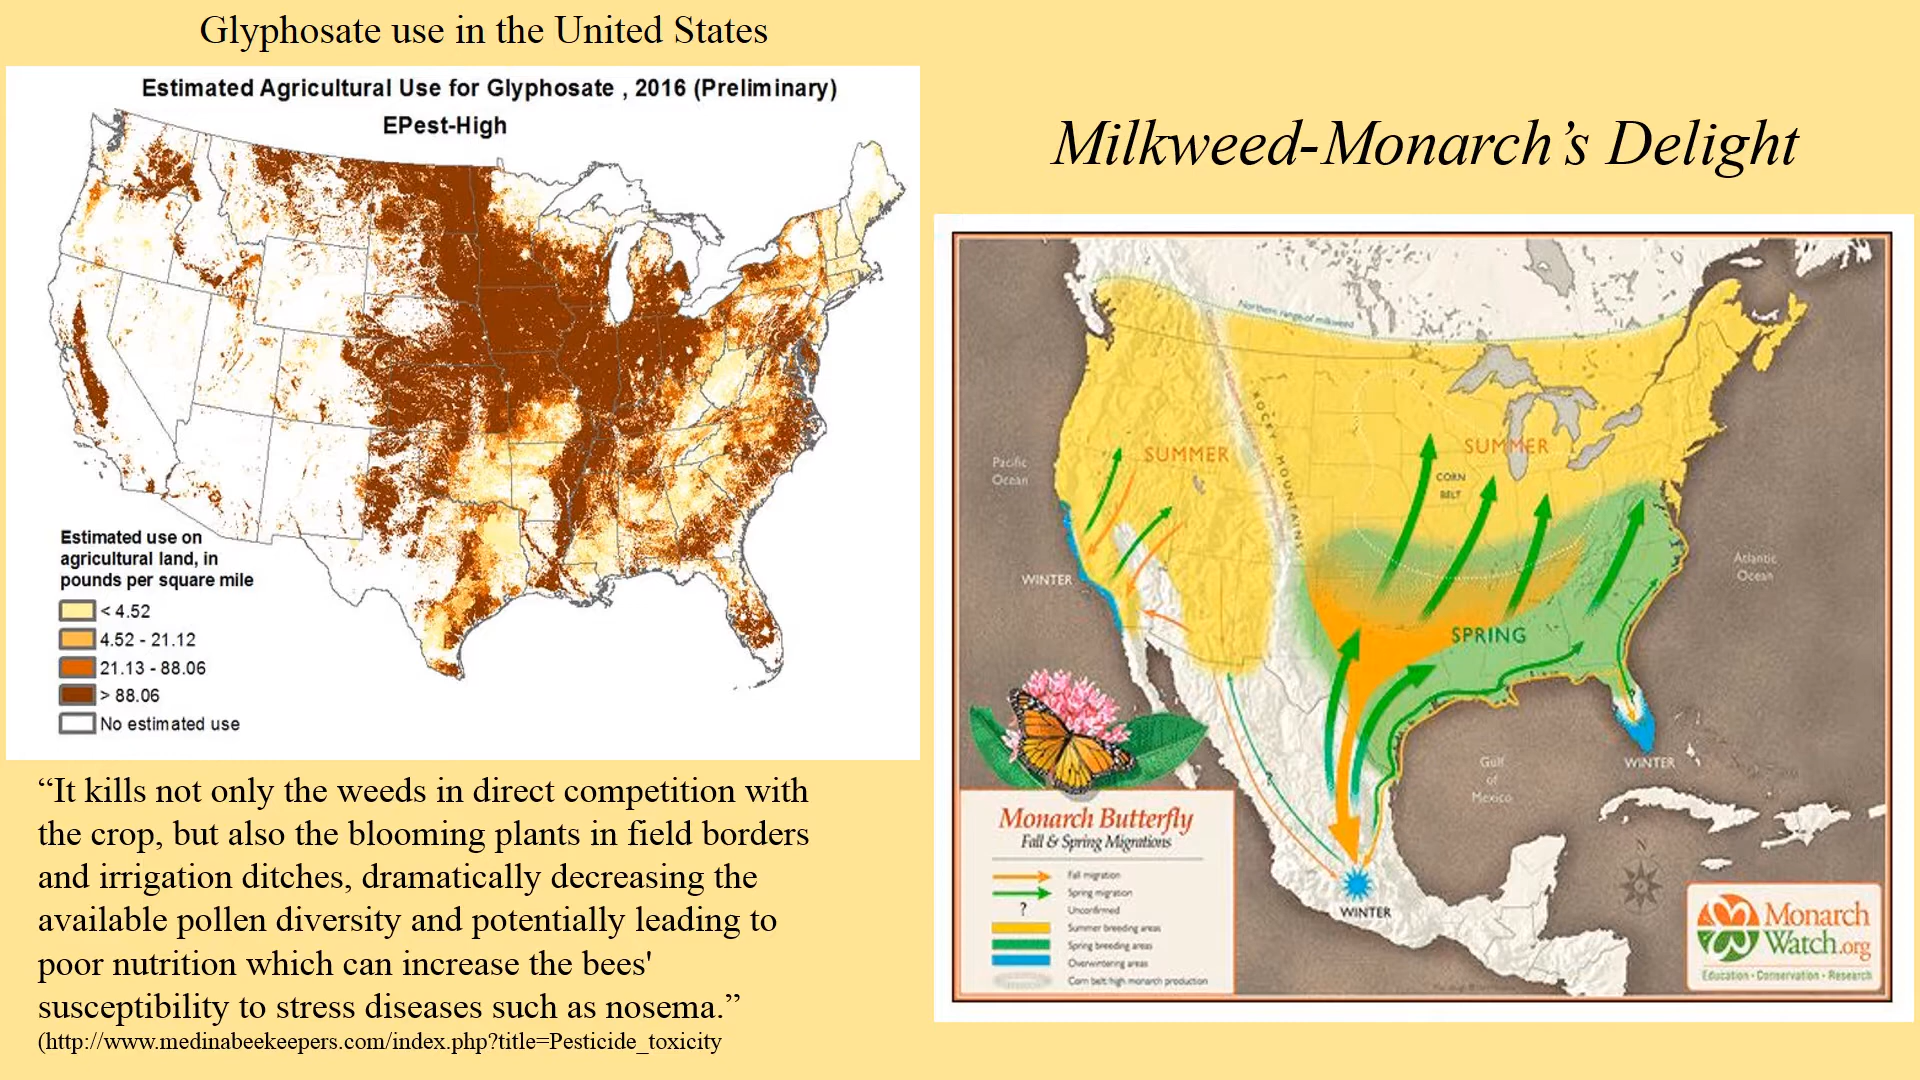 Glyphosate use in the United States
Estimated Agricultural Use for Glyphosate , 2016 (Preliminary)
EPest-High
Estimated use on
agricultural land, in
pounds per square mile
< 4.52
4.52 - 21.12
21.13 - 88.06
> 88.06
No estimated use
“It kills not only the weeds in direct competition with
the crop, but also the blooming plants in field borders
and irrigation ditches, dramatically decreasing the
available pollen diversity and potentially leading to
poor nutrition which can increase the bees'
susceptibility to stress diseases such as nosema.”
(http://www.medinabeekeepers.com/index.php?title=Pesticide_toxicity
Milkweed-Monarch’s Delight
Northern range of milkweed
ROCKY MOUNTAINS
SUMMER
SUMMER
Pacific
Ocean
CORN
BELT
Atlantic
Ocean
WINTER
SPRING
?
Gulf
of
Mexico
WINTER
WINTER
N
Monarch Butterfly
Fall & Spring Migrations
Fall migration
Spring migration
? Unconfirmed
Summer breeding areas
Spring breeding areas
Overwintering areas
Corn belt: high monarch production
Monarch
Watch.org
Education • Conservation • Research